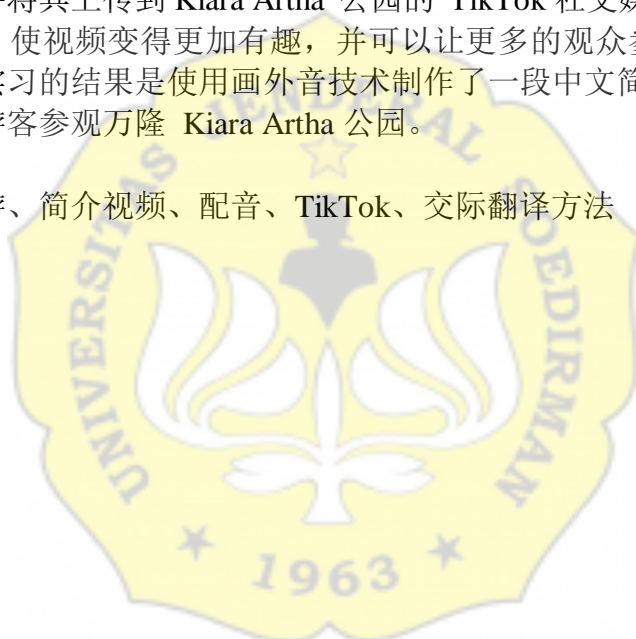 将其上传到 Kiara Artha 公园的 TikTok 社交媒
，使视频变得更加有趣，并可以让更多的观众参
习的结果是使用画外音技术制作了一段中文简
客参观万隆 Kiara Artha 公园。
、简介视频、配音、TikTok、交际翻译方法
UNIVERSITAS JENDERAL SOEDIRMAN
1963